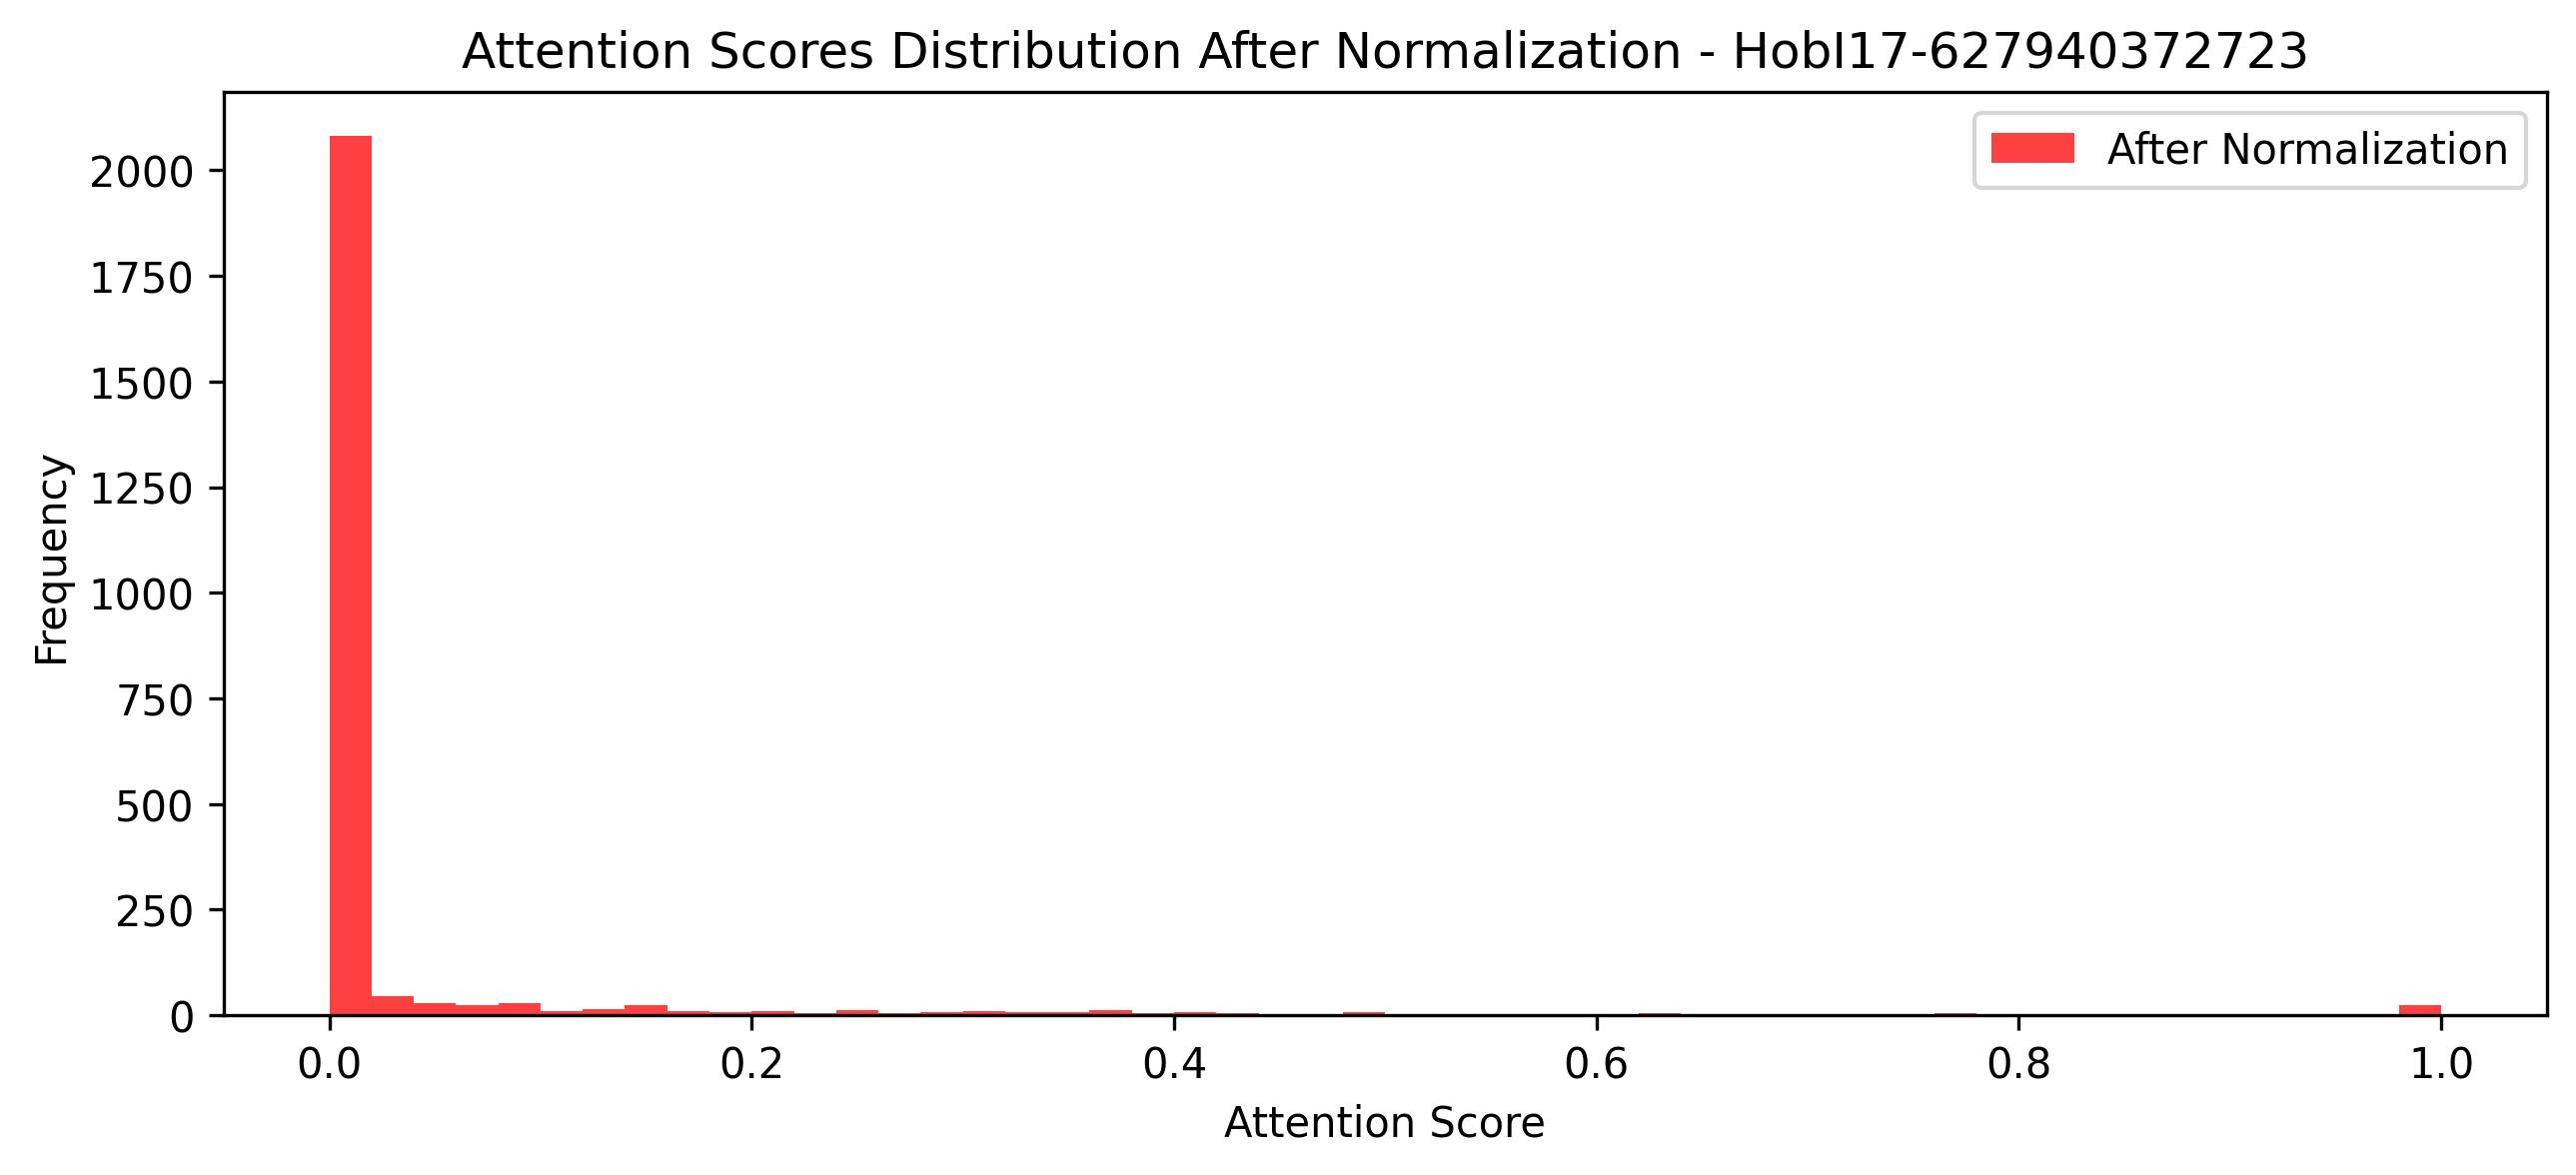 Attention Scores Distribution After Normalization - HobI17-627940372723
After Normalization
2000
1750
1500
1250
1000
750
500
250
0
Frequency
0.0 0.2 0.4 0.6 0.8 1.0
Attention Score